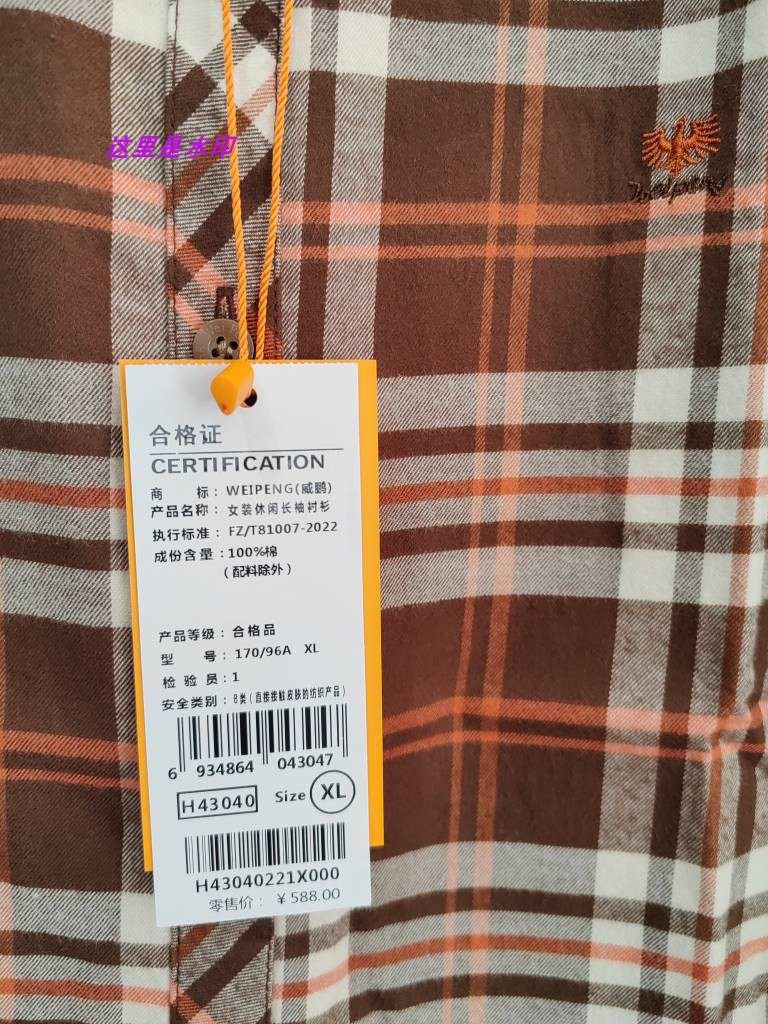 这里是水印
Weipeng
合格证
CERTIFICATION
商 标：WEIPENG(威鹏)
产品名称：女装休闲长袖衬衫
执行标准：FZ/T81007-2022
成份含量：100%棉
（配料除外）
产品等级：合格品
型 号：170/96A XL
检 验 员：1
安全类别：B类(直接接触皮肤的纺织产品)
6 934864 043047
H43040 Size XL
H43040221X000
零售价：￥588.00